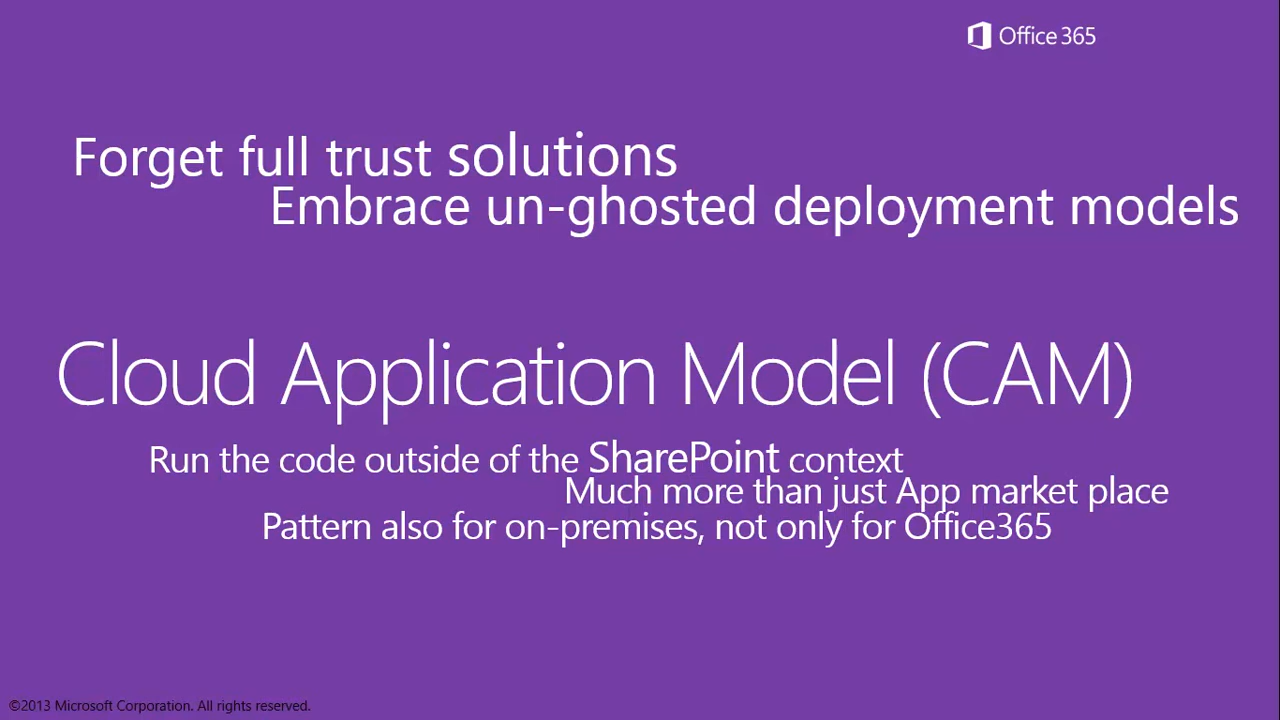 Office 365
Forget full trust solutions
Embrace un-ghosted deployment models
Cloud Application Model (CAM)
Run the code outside of the SharePoint context
Much more than just App market place
Pattern also for on-premises, not only for Office365
©2013 Microsoft Corporation. All rights reserved.